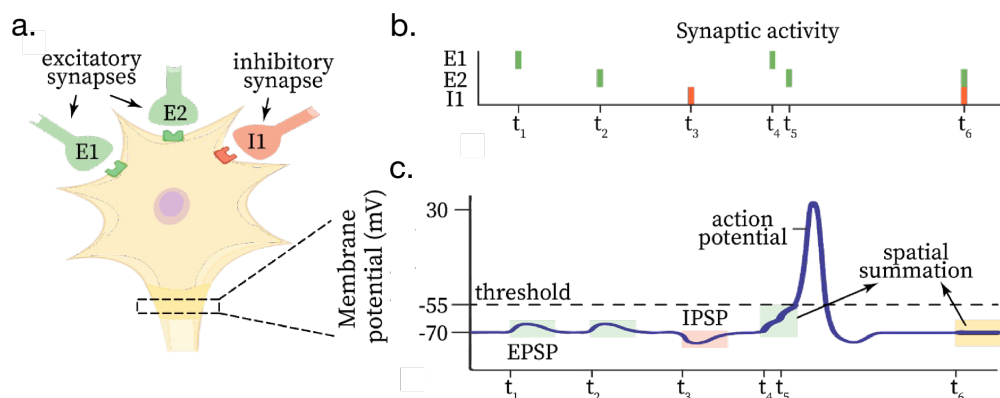 a.
excitatory
synapses
inhibitory
synapse
E1
E2
I1
b.
Synaptic activity
E1
E2
I1
t1
t2
t3
t4
t5
t6
c.
Membrane
potential (mV)
30
-55
-70
threshold
action
potential
spatial
summation
EPSP
IPSP
t1
t2
t3
t4
t5
t6